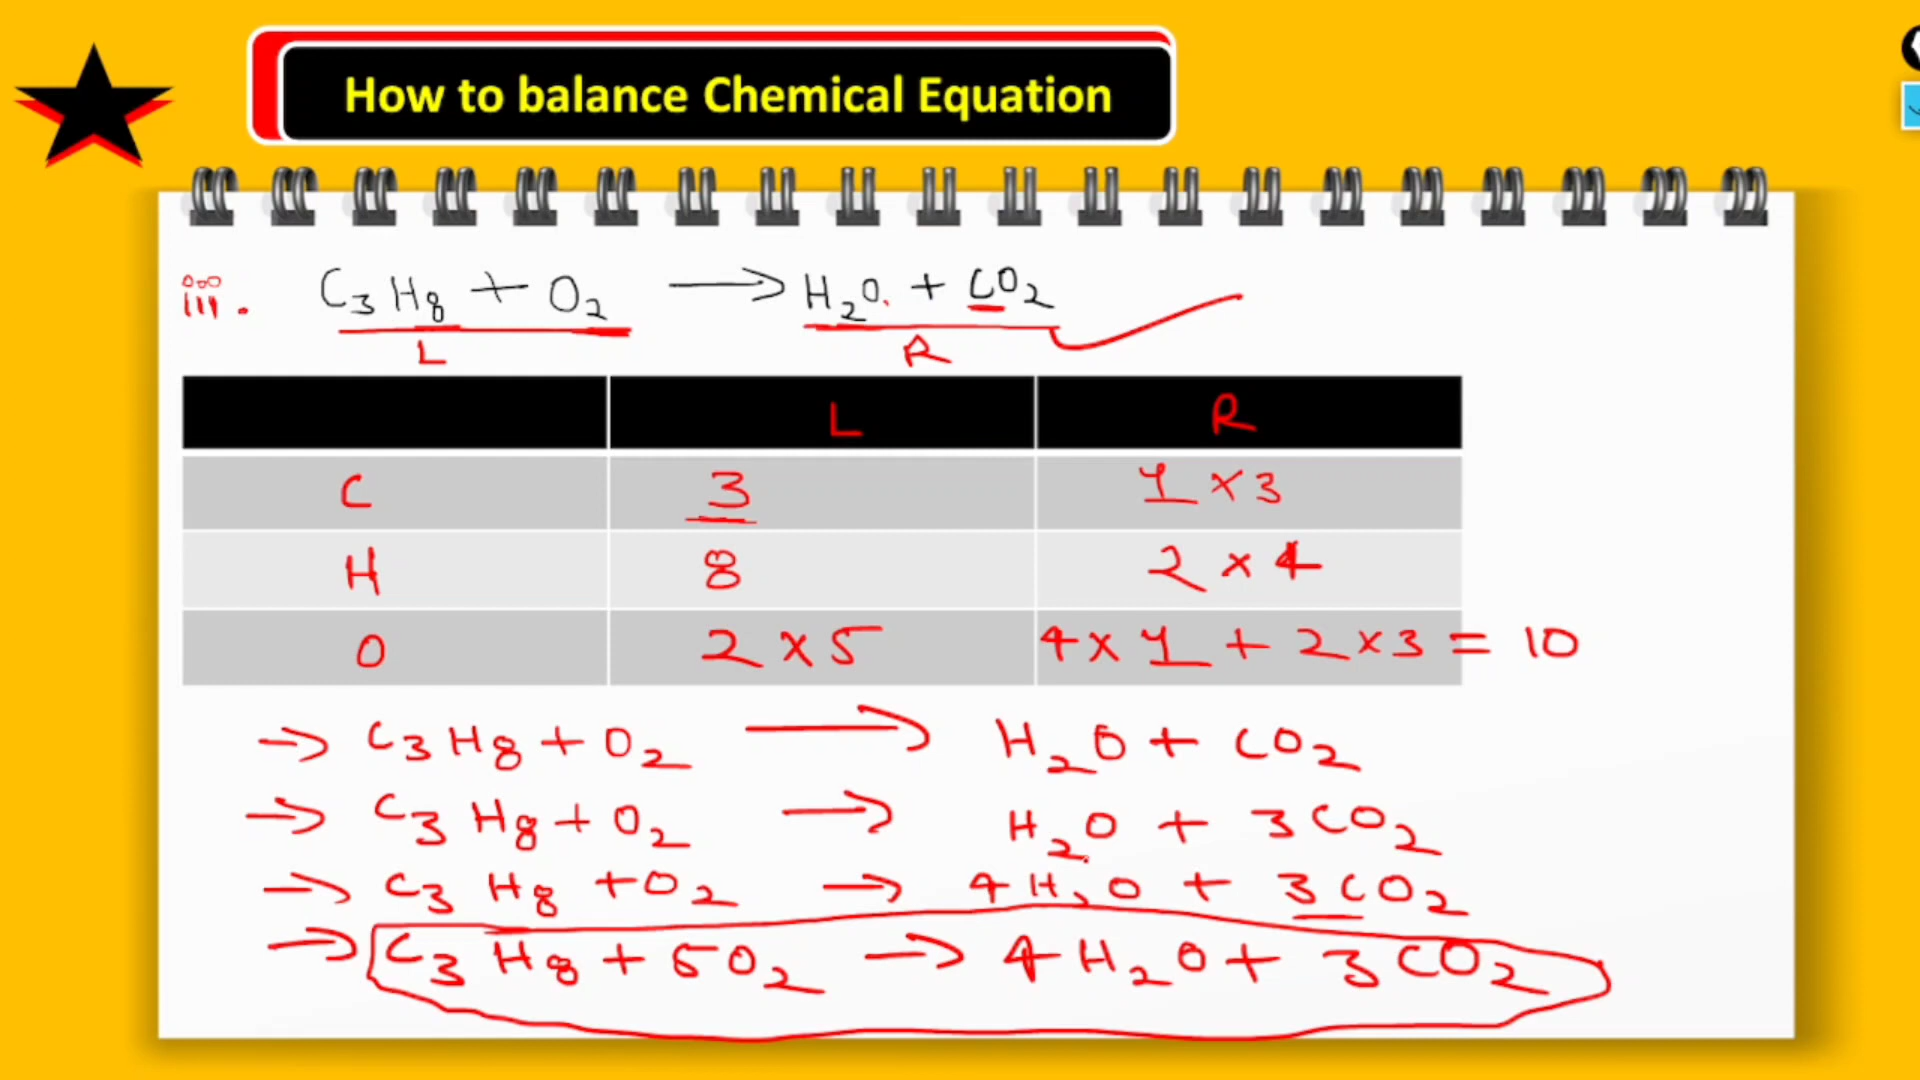 How to balance Chemical Equation
iii. C3H8 + O2 → H2O + CO2
L R
L R
C 3 1 × 3
H 8 2 × 4
O 2 × 5 4 × 1 + 2 × 3 = 10
→ C3H8 + O2 → H2O + CO2
→ C3H8 + O2 → H2O + 3CO2
→ C3H8 + O2 → 4H2O + 3CO2
→ C3H8 + 5O2 → 4H2O + 3CO2